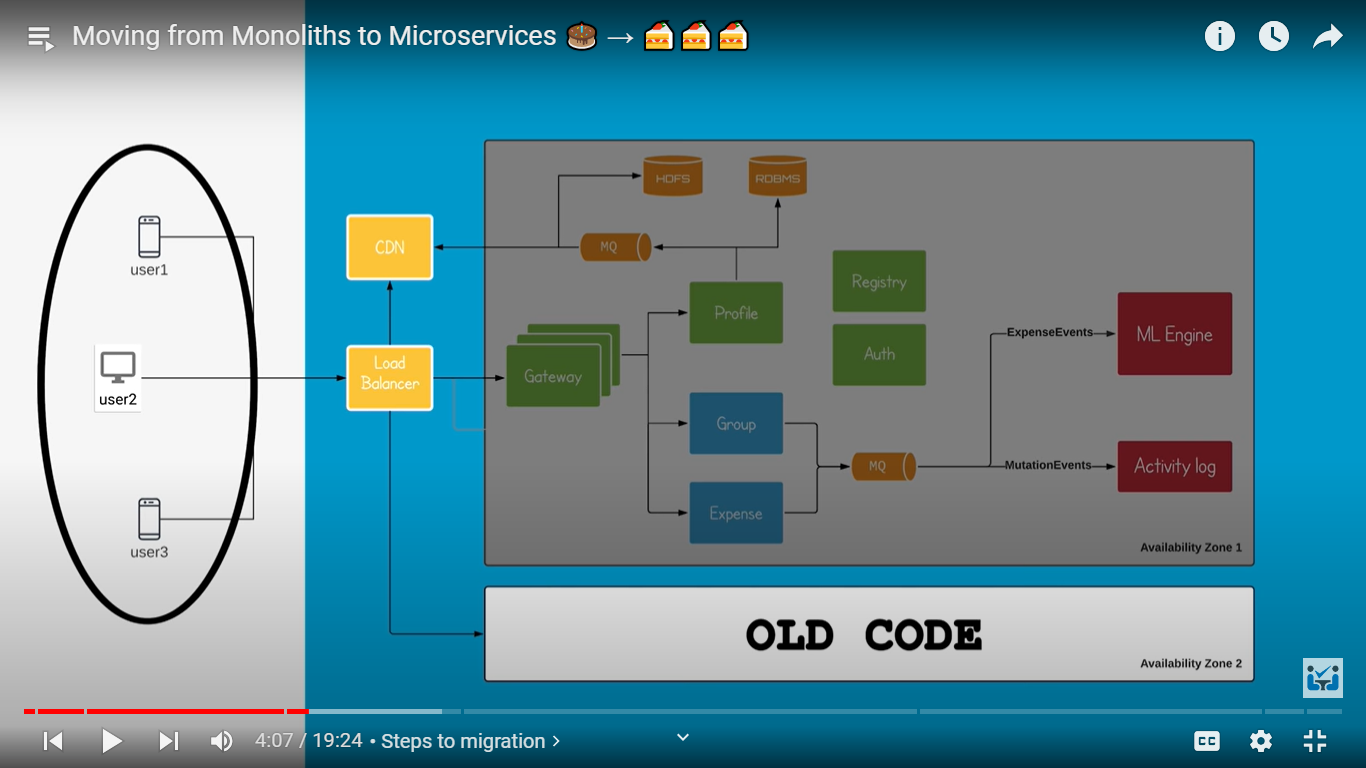 Moving from Monoliths to Microservices 🎂 → 🍰🍰🍰
HDFS
RDBMS
CDN
MQ
user1
Registry
Profile
ExpenseEvents
ML Engine
Auth
Load
Balancer
Gateway
user2
Group
MQ
MutationEvents
Activity log
Expense
user3
Availability Zone 1
OLD CODE
Availability Zone 2
4:07 / 19:24 • Steps to migration >
CC